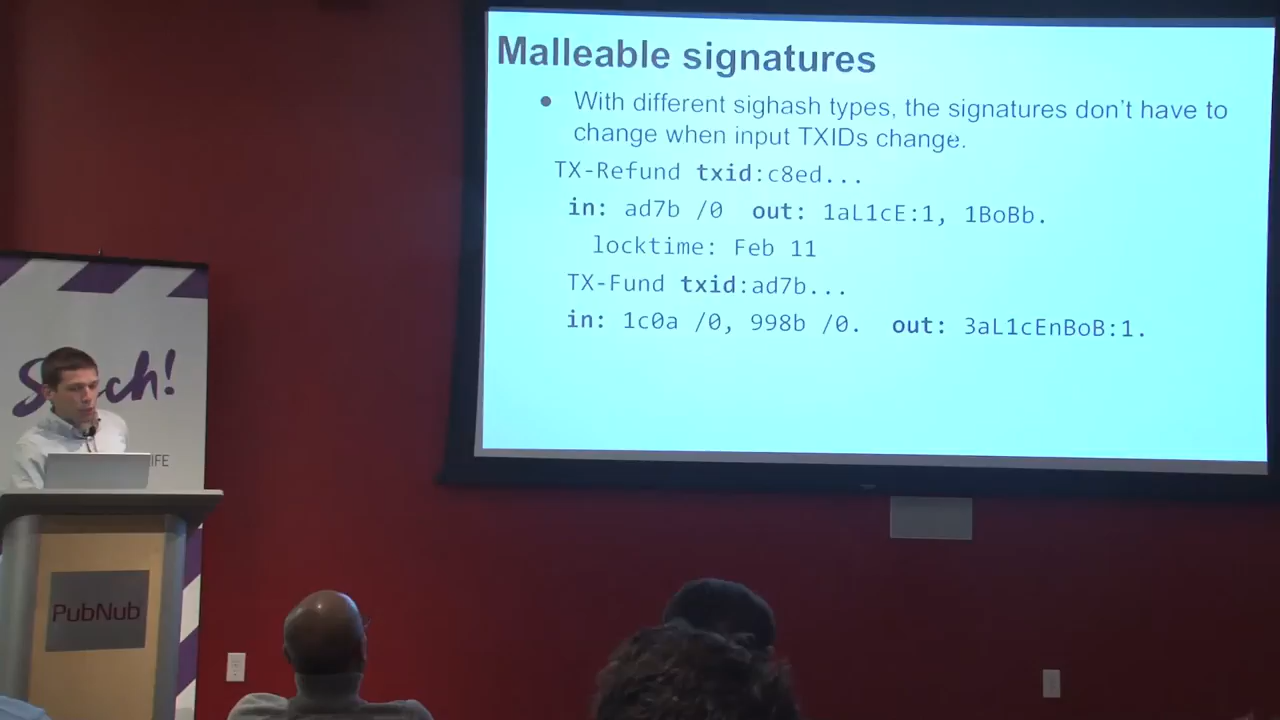 Malleable signatures
● With different sighash types, the signatures don't have to
change when input TXIDs change.
TX-Refund txid:c8ed...
in: ad7b /0 out: 1aL1cE:1, 1BoBb.
locktime: Feb 11
TX-Fund txid:ad7b...
in: 1c0a /0, 998b /0. out: 3aL1cEnBoB:1.
PubNub